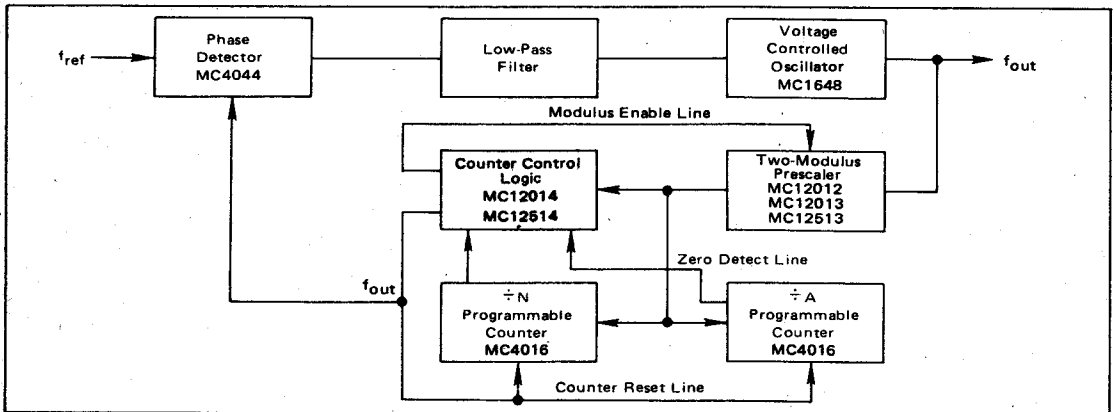 f_ref
Phase
Detector
MC4044
Low-Pass
Filter
Voltage
Controlled
Oscillator
MC1648
f_out
Modulus Enable Line
Counter Control
Logic
MC12014
MC12514
Two-Modulus
Prescaler
MC12012
MC12013
MC12513
Zero Detect Line
f_out
÷N
Programmable
Counter
MC4016
÷A
Programmable
Counter
MC4016
Counter Reset Line